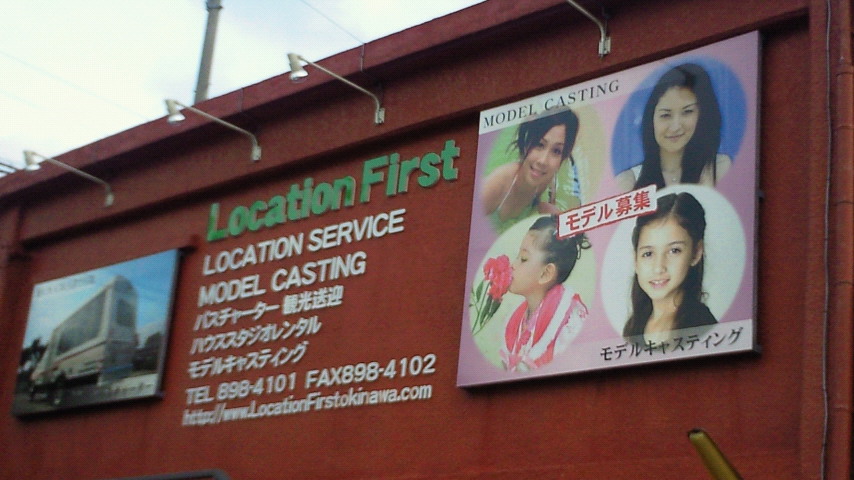 Location First
LOCATION SERVICE
MODEL CASTING
バスチャーター 観光送迎
ハウススタジオレンタル
モデルキャスティング
TEL 898-4101 FAX898-4102
http://www.LocationFirstokinawa.com
MODEL CASTING
モデル募集
モデルキャスティング